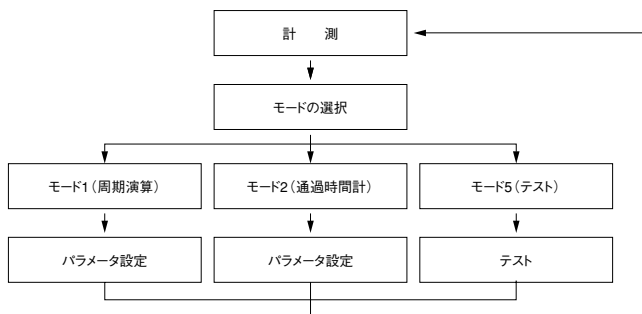 計　測
モードの選択
モード1（周期演算）
モード2（通過時間計）
モード5（テスト）
パラメータ設定
パラメータ設定
テスト